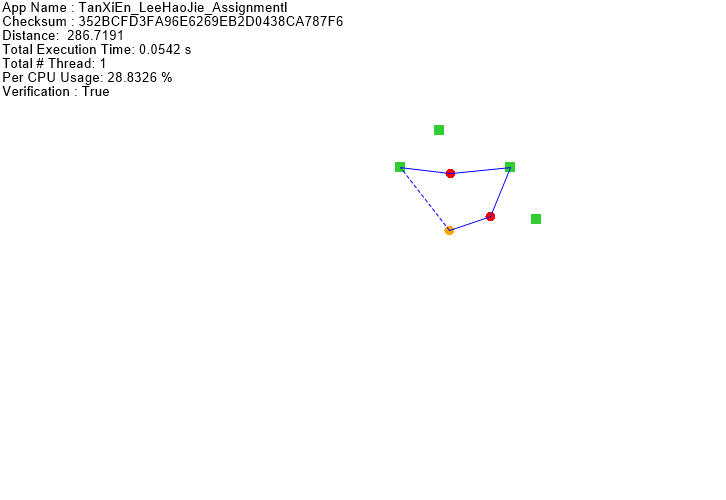 App Name : TanXiEn_LeeHaoJie_AssignmentI
Checksum : 352BCFD3FA96E6269EB2D0438CA787F6
Distance:  286.7191
Total Execution Time: 0.0542 s
Total # Thread: 1
Per CPU Usage: 28.8326 %
Verification : True